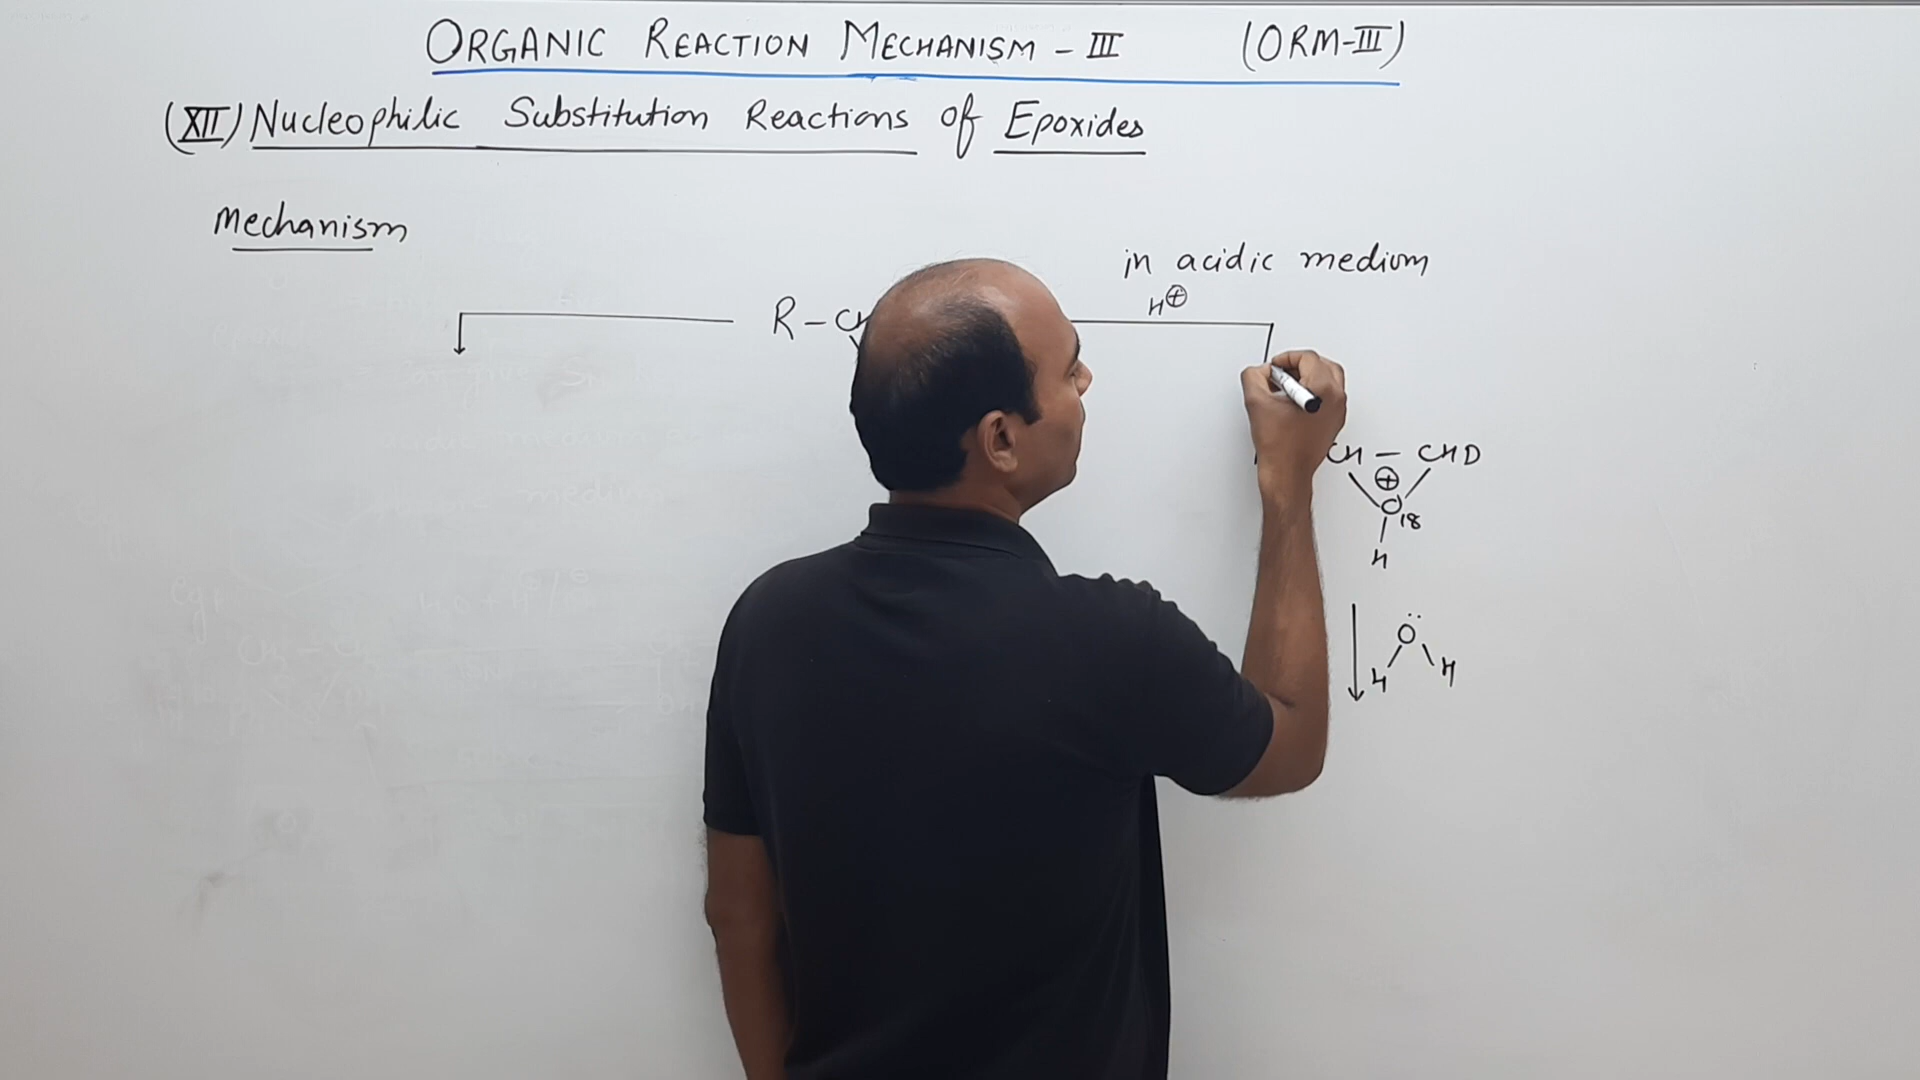 ORGANIC REACTION MECHANISM - III (ORM-III)
(XII) Nucleophilic Substitution Reactions of Epoxides
Mechanism
in acidic medium
H⊕
R - CH
CH - CHD
⊕
O18
H
Ö
H H